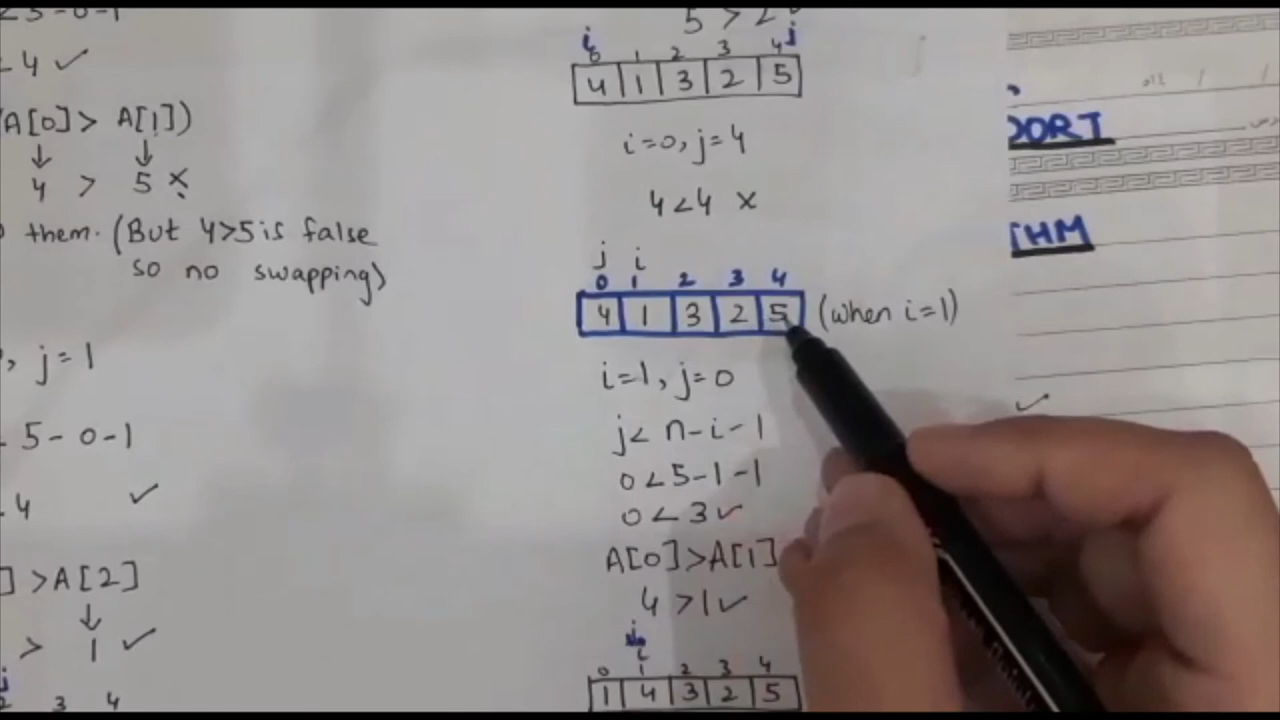 <5-0-1
<4 ✓
(A[0]> A[1])
↓ ↓
4 > 5 ×
them. (But 4>5 is false
so no swapping)
, j=1
< 5-0-1
<4 ✓
] >A[2]
↓
> 1 ✓
j
2 3 4
5 > 2 ✓
i j
0 1 2 3 4
4 1 3 2 5
i=0, j=4
4<4 ×
j i
0 1 2 3 4
4 1 3 2 5 (when i=1)
i=1, j=0
j< n-i-1
0<5-1-1
0<3 ✓
A[0]>A[1]
4 >1 ✓
j
i
0 1 2 3 4
1 4 3 2 5
THM
✓